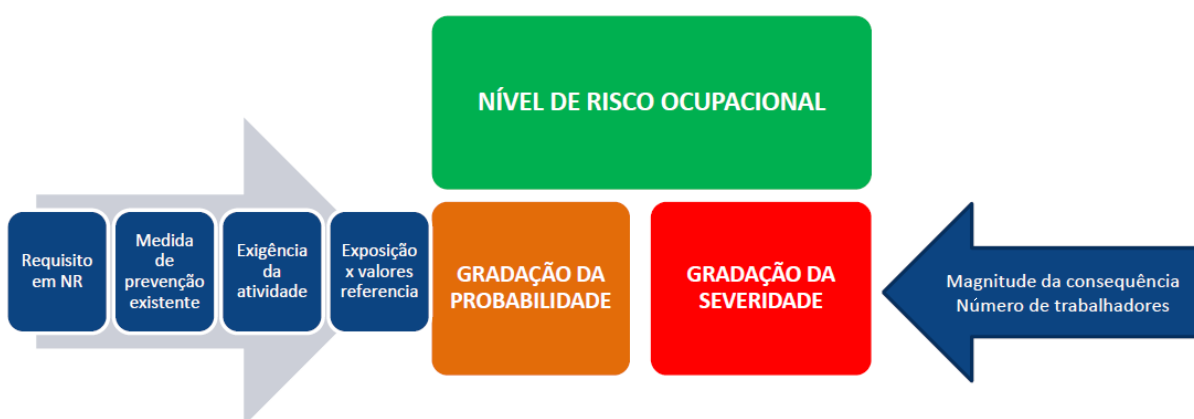 NÍVEL DE RISCO OCUPACIONAL
Requisito
em NR
Medida
de
prevenção
existente
Exigência
da
atividade
Exposição
x valores
referencia
GRADAÇÃO DA
PROBABILIDADE
GRADAÇÃO DA
SEVERIDADE
Magnitude da consequência
Número de trabalhadores